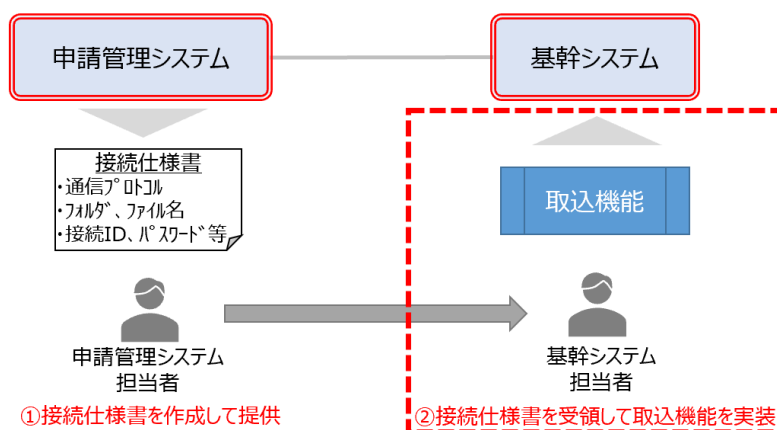 申請管理システム
基幹システム
接続仕様書
・通信ﾌﾟﾛﾄｺﾙ
・ﾌｫﾙﾀﾞ、ﾌｧｲﾙ名
・接続ID、ﾊﾟｽﾜｰﾄﾞ等
取込機能
申請管理システム
担当者
基幹システム
担当者
①接続仕様書を作成して提供
②接続仕様書を受領して取込機能を実装